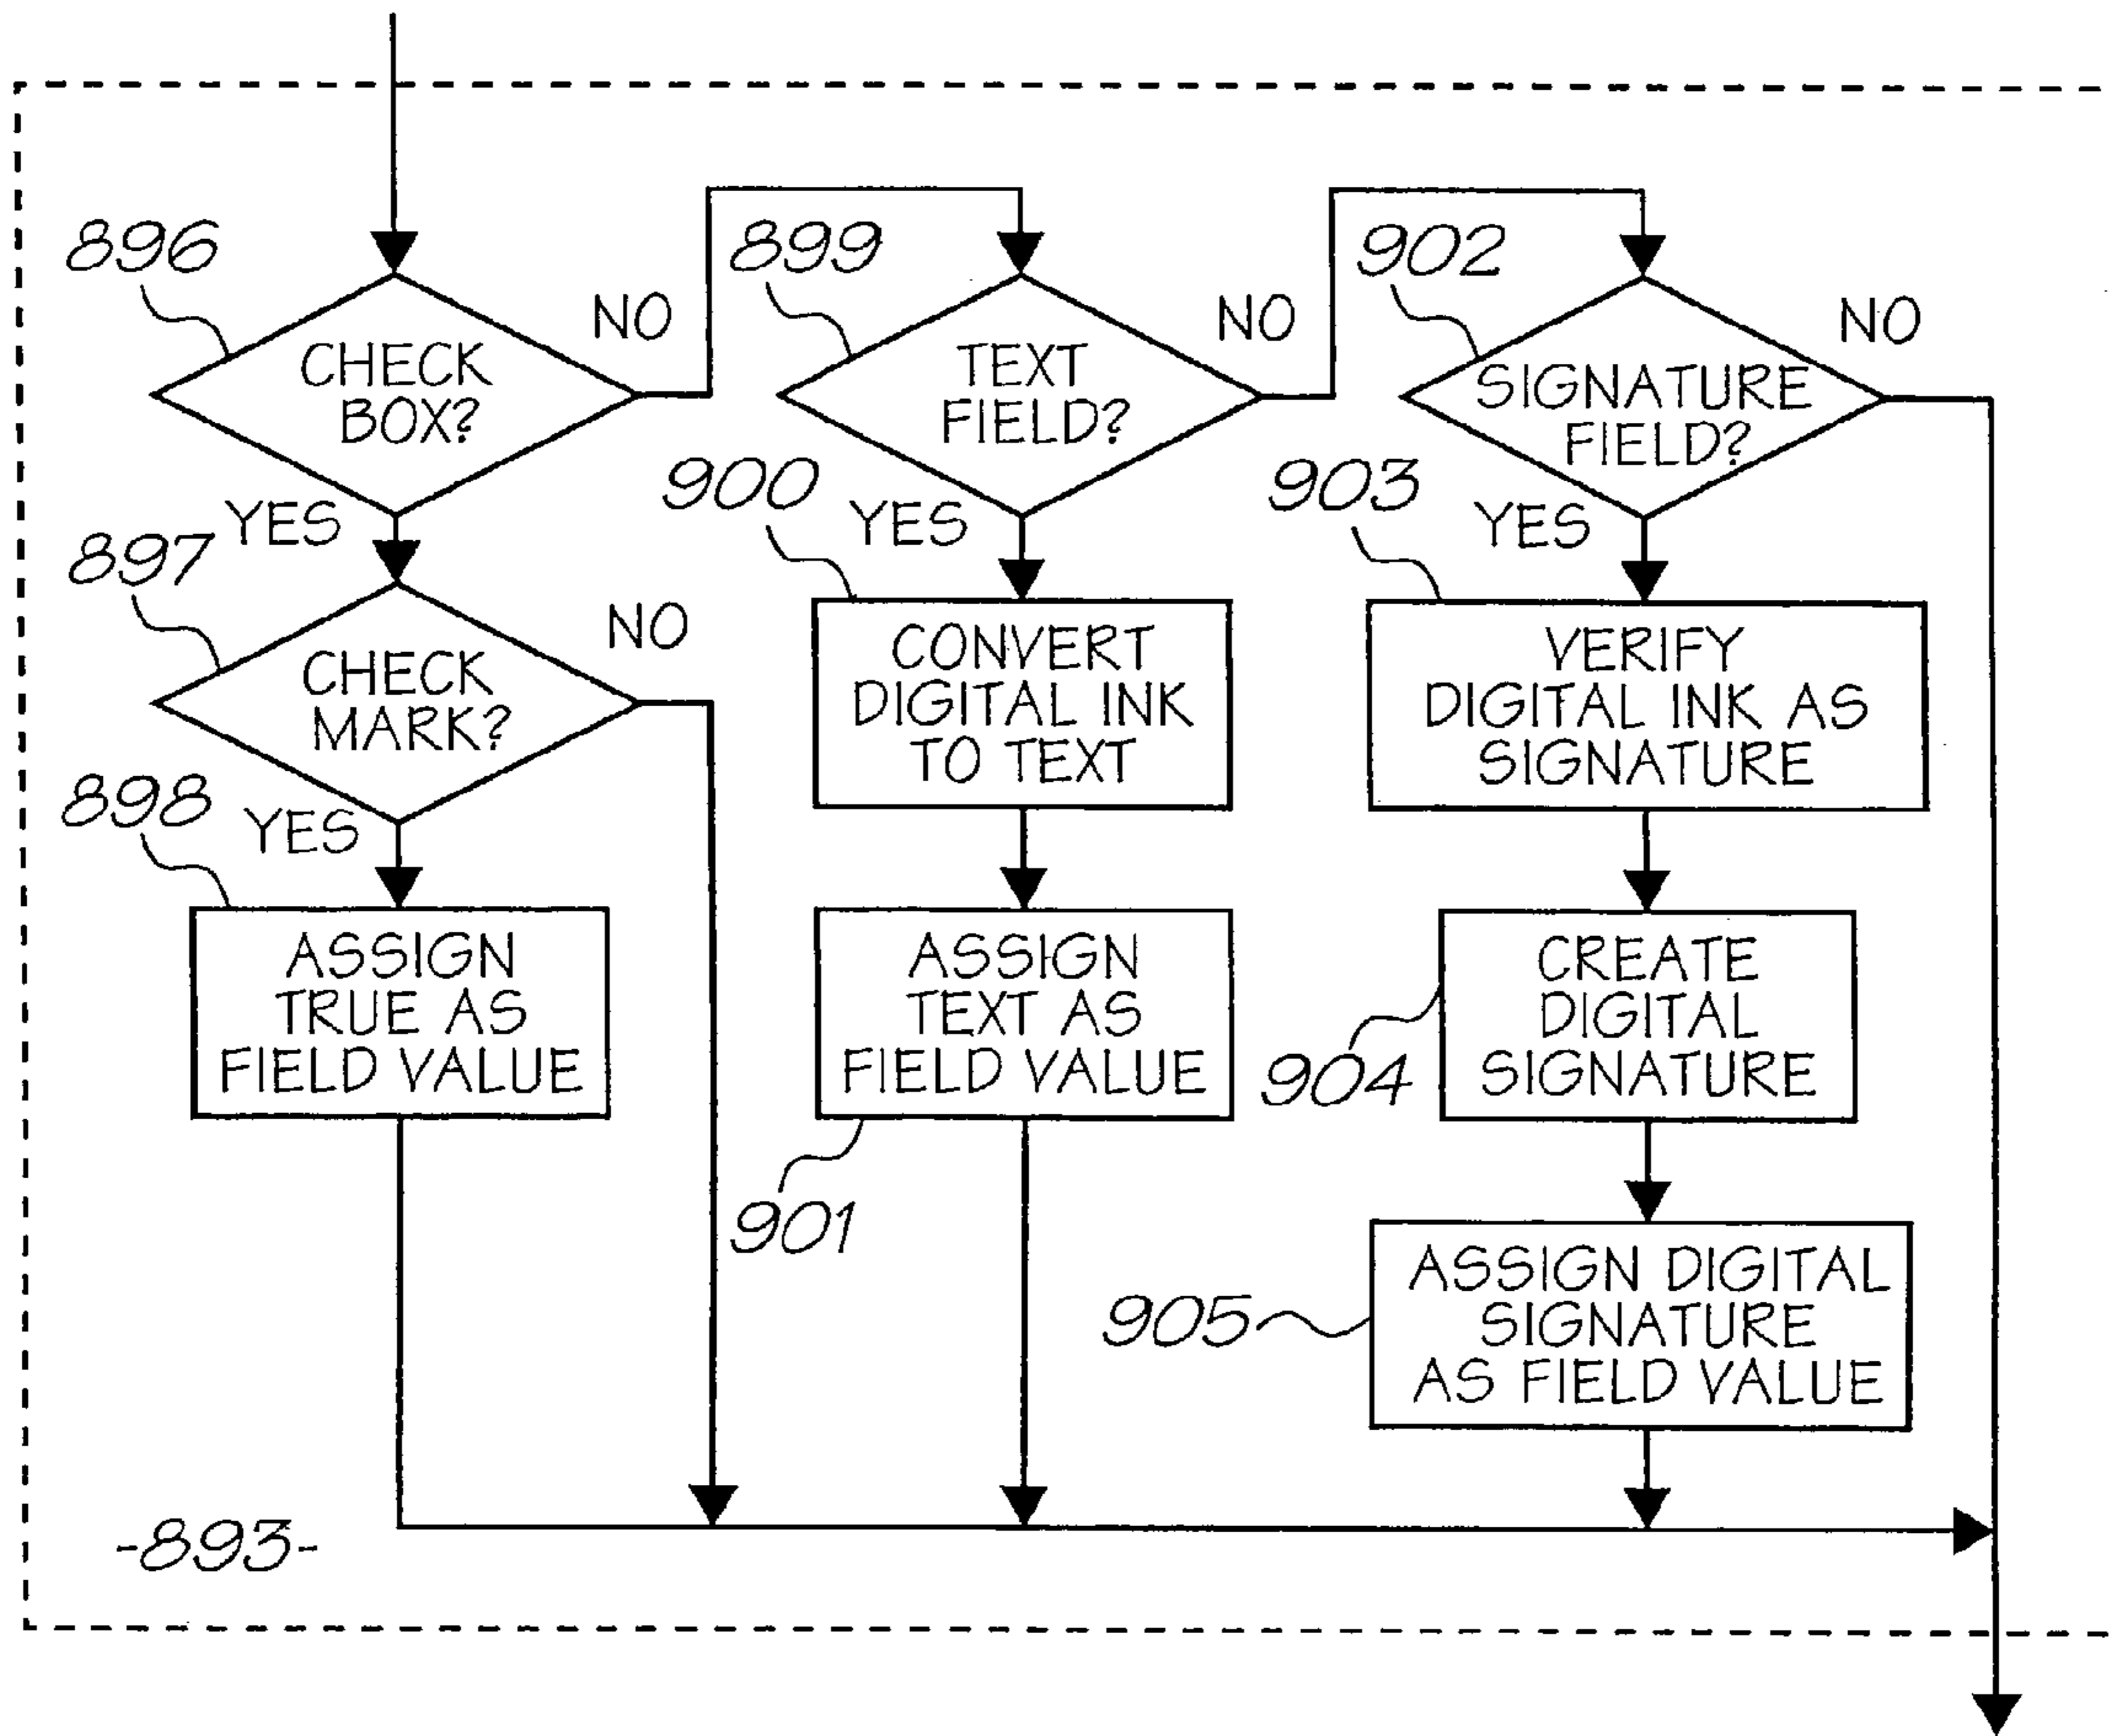 896
CHECK
BOX?
NO
YES
899
TEXT
FIELD?
NO
YES
902
SIGNATURE
FIELD?
NO
YES
897
CHECK
MARK?
NO
YES
900
CONVERT
DIGITAL INK
TO TEXT
903
VERIFY
DIGITAL INK AS
SIGNATURE
898
ASSIGN
TRUE AS
FIELD VALUE
ASSIGN
TEXT AS
FIELD VALUE
901
904
CREATE
DIGITAL
SIGNATURE
905
ASSIGN DIGITAL
SIGNATURE
AS FIELD VALUE
-893-